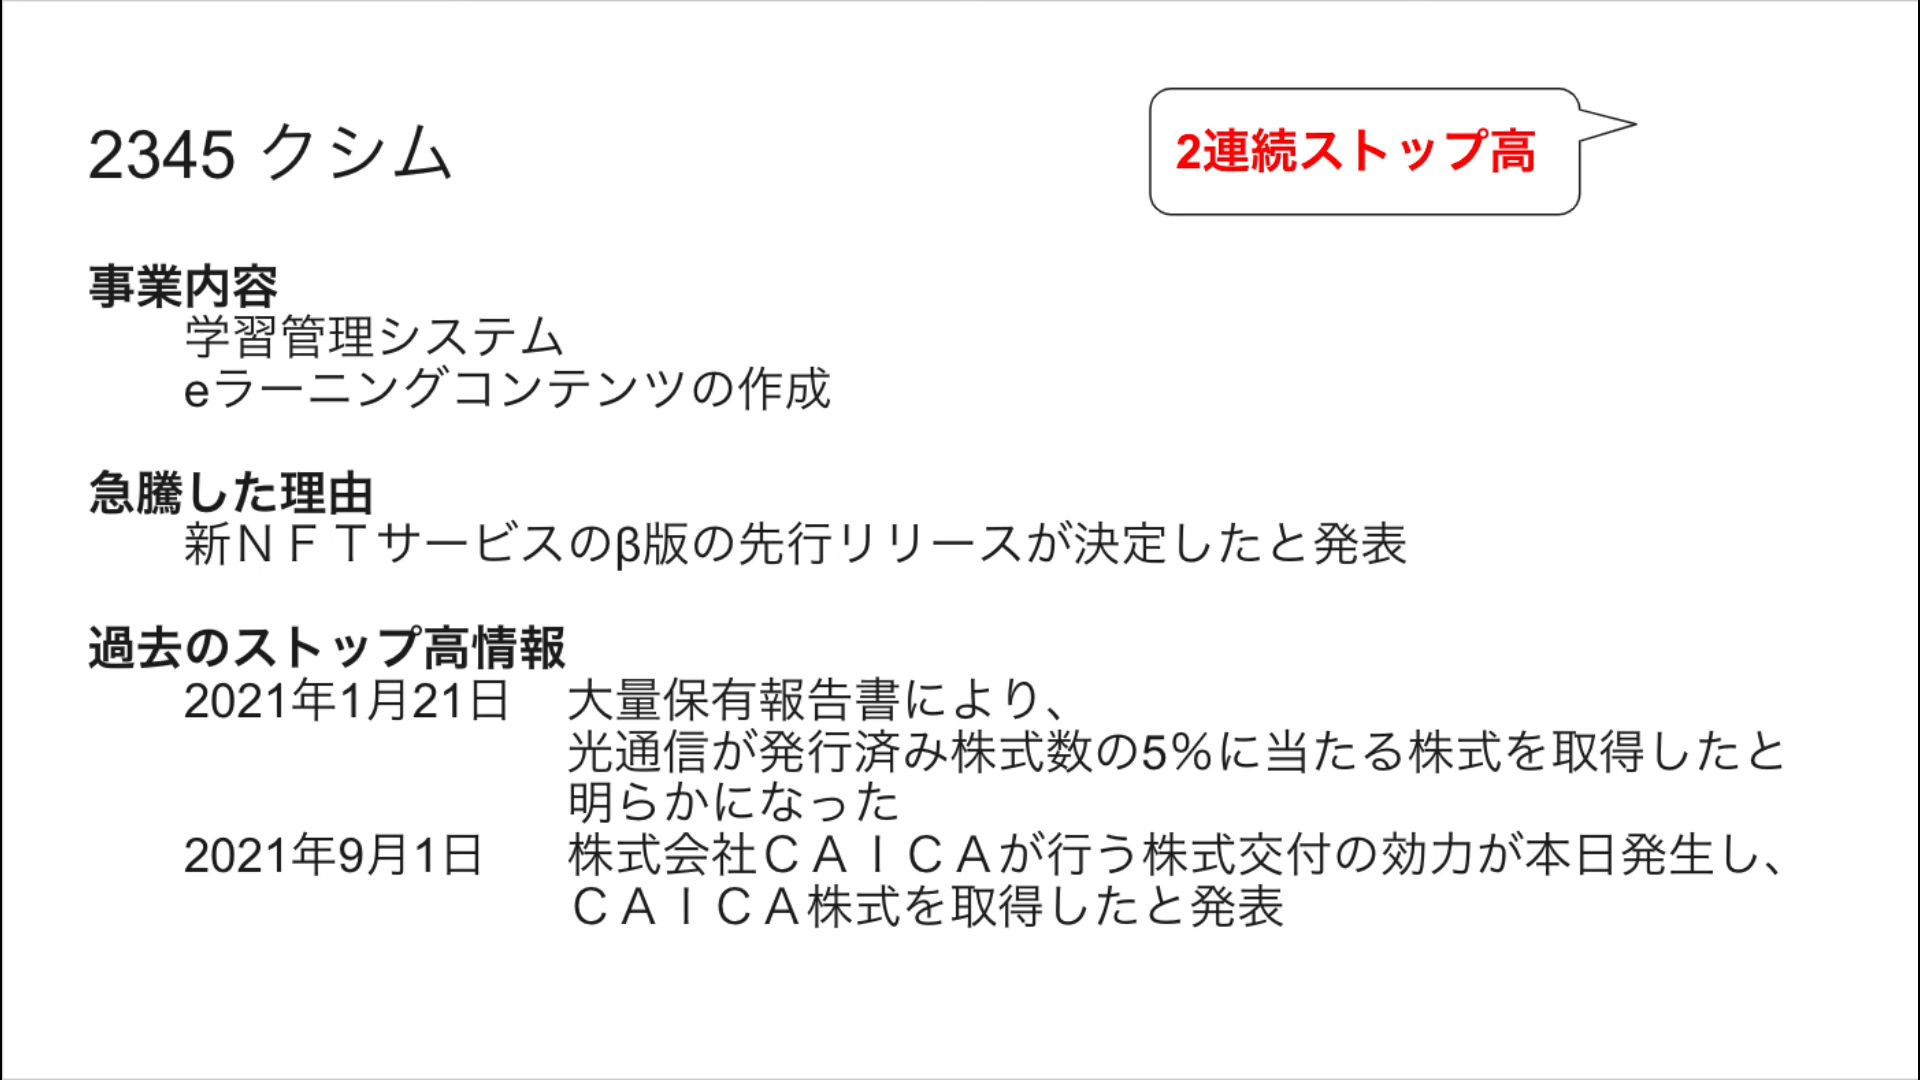 2345 クシム
2連続ストップ高
事業内容
学習管理システム
eラーニングコンテンツの作成
急騰した理由
新ＮＦＴサービスのβ版の先行リリースが決定したと発表
過去のストップ高情報
2021年1月21日 大量保有報告書により、
光通信が発行済み株式数の5%に当たる株式を取得したと
明らかになった
2021年9月1日 株式会社ＣＡＩＣＡが行う株式交付の効力が本日発生し、
ＣＡＩＣＡ株式を取得したと発表